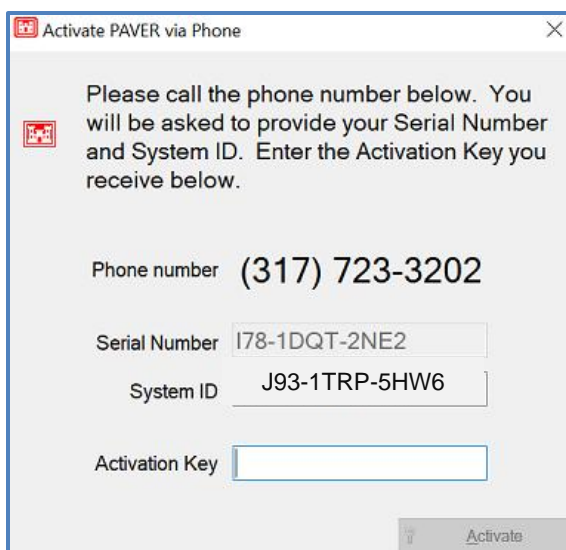 Activate PAVER via Phone
Please call the phone number below. You
will be asked to provide your Serial Number
and System ID. Enter the Activation Key you
receive below.
Phone number (317) 723-3202
Serial Number I78-1DQT-2NE2
System ID J93-1TRP-5HW6
Activation Key
Activate